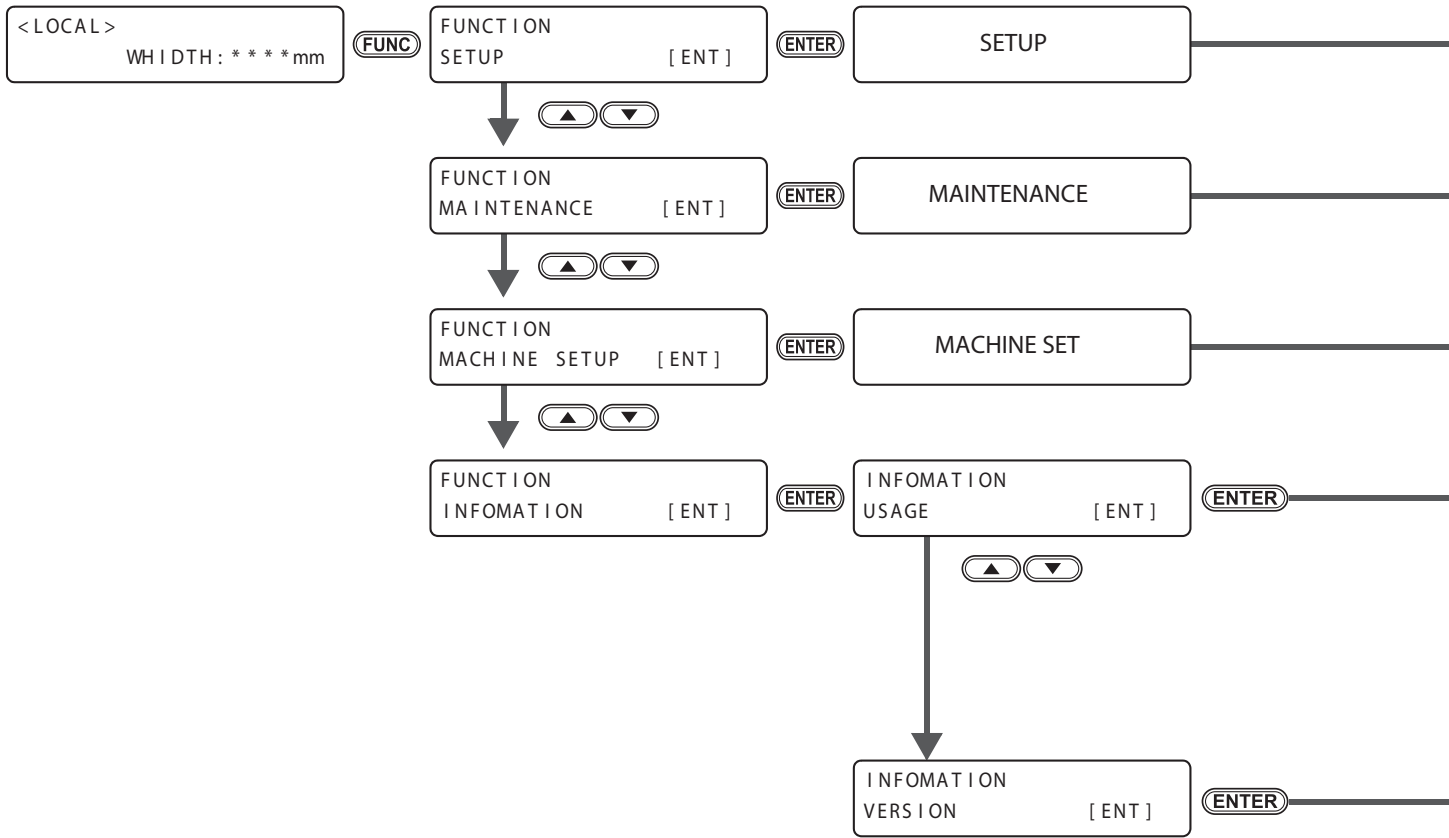 <LOCAL>
WHIDTH:****mm
FUNC
FUNCTION
SETUP [ENT]
ENTER
SETUP
FUNCTION
MAINTENANCE [ENT]
ENTER
MAINTENANCE
FUNCTION
MACHINE SETUP [ENT]
ENTER
MACHINE SET
FUNCTION
INFOMATION [ENT]
ENTER
INFOMATION
USAGE [ENT]
ENTER
INFOMATION
VERSION [ENT]
ENTER